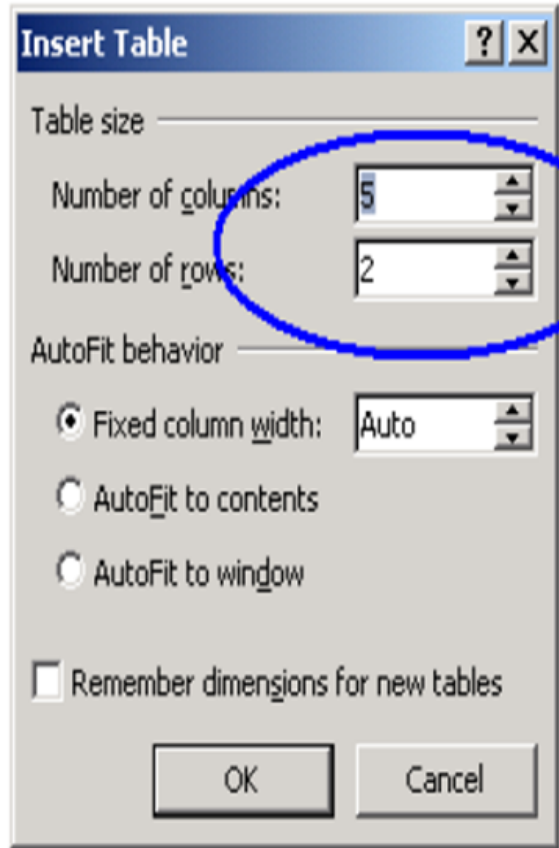 Insert Table ? X
Table size
Number of columns: 5
Number of rows: 2
AutoFit behavior
Fixed column width: Auto
AutoFit to contents
AutoFit to window
Remember dimensions for new tables
OK Cancel